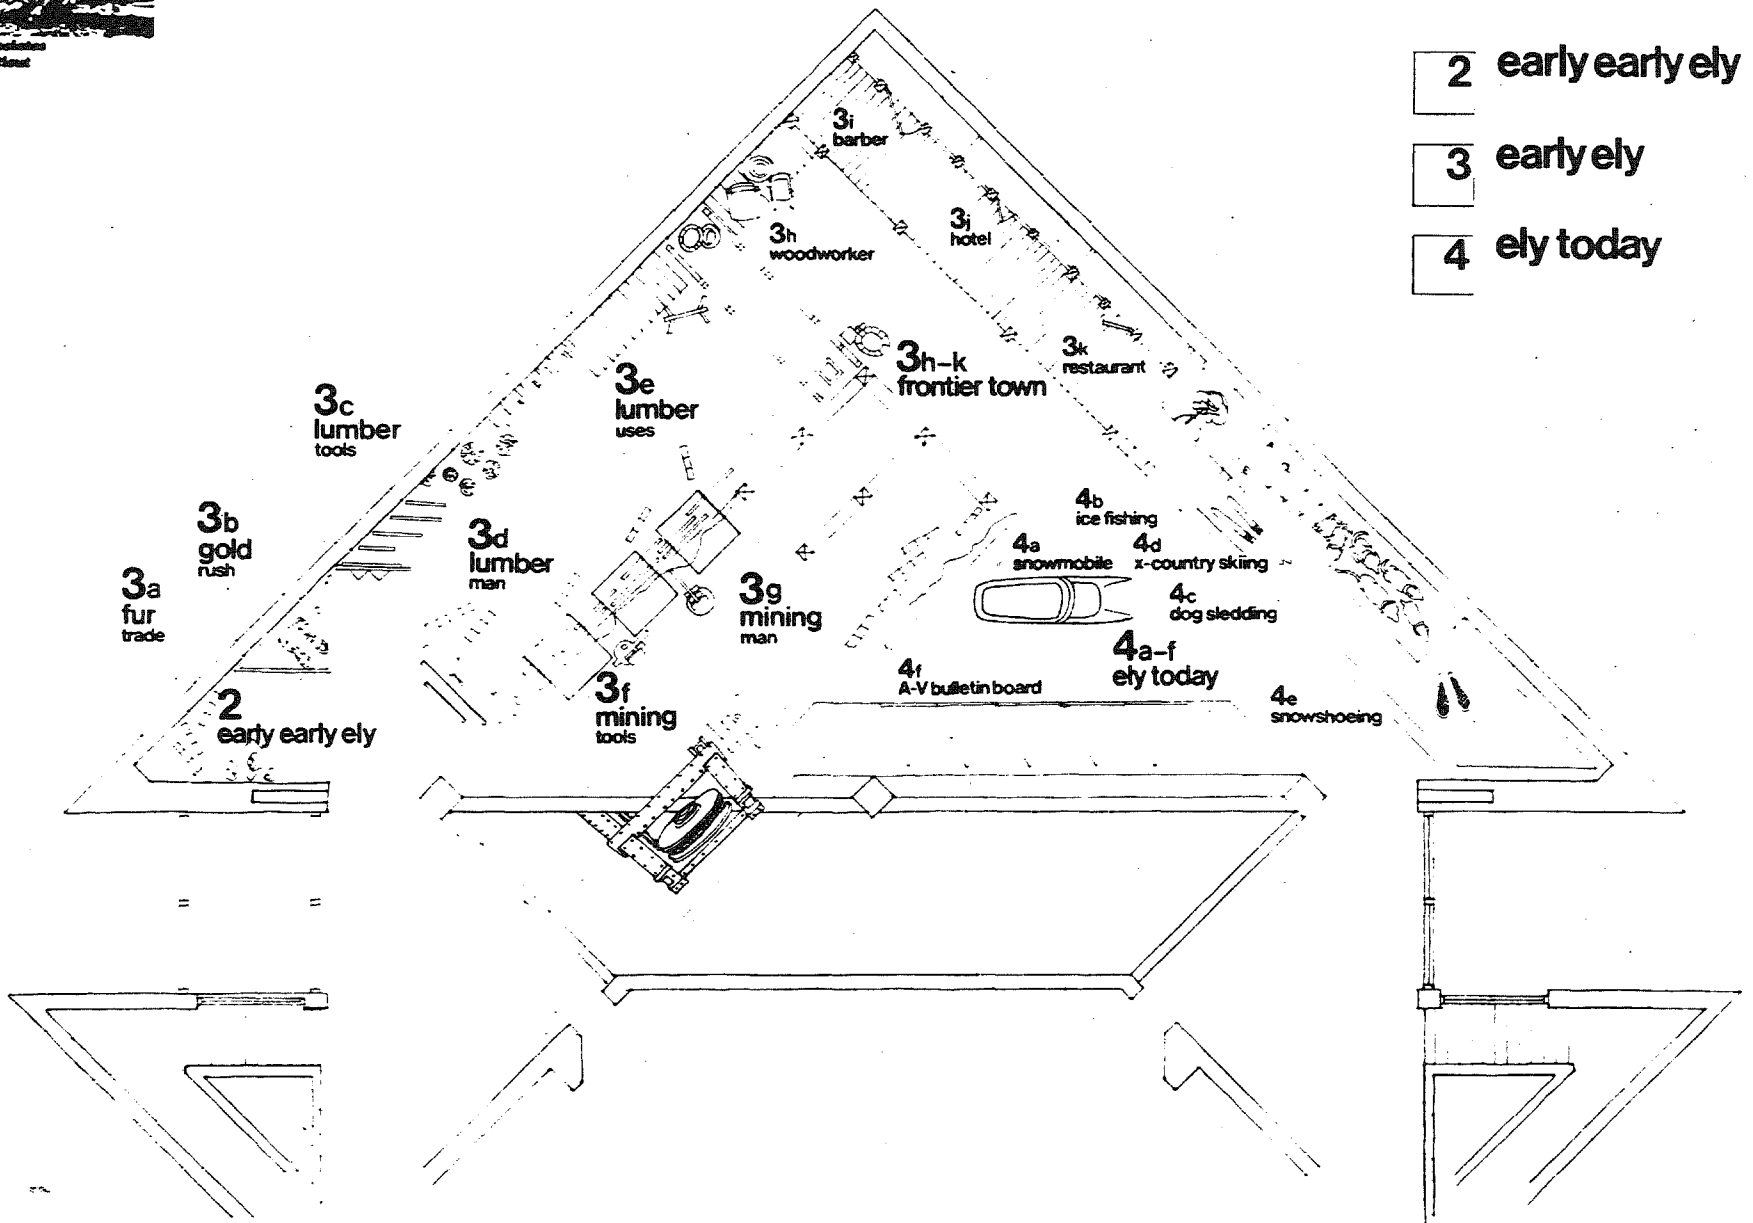 2 early early ely
3 early ely
4 ely today
3i
barber
3h
woodworker
3j
hotel
3h-k
frontier town
3k
restaurant
3e
lumber
uses
3c
lumber
tools
3b
gold
rush
3a
fur
trade
3d
lumber
man
3g
mining
man
3f
mining
tools
2
early early ely
4b
ice fishing
4a
snowmobile
4d
x-country skiing
4c
dog sledding
4a-f
ely today
4f
A-V bulletin board
4e
snowshoeing